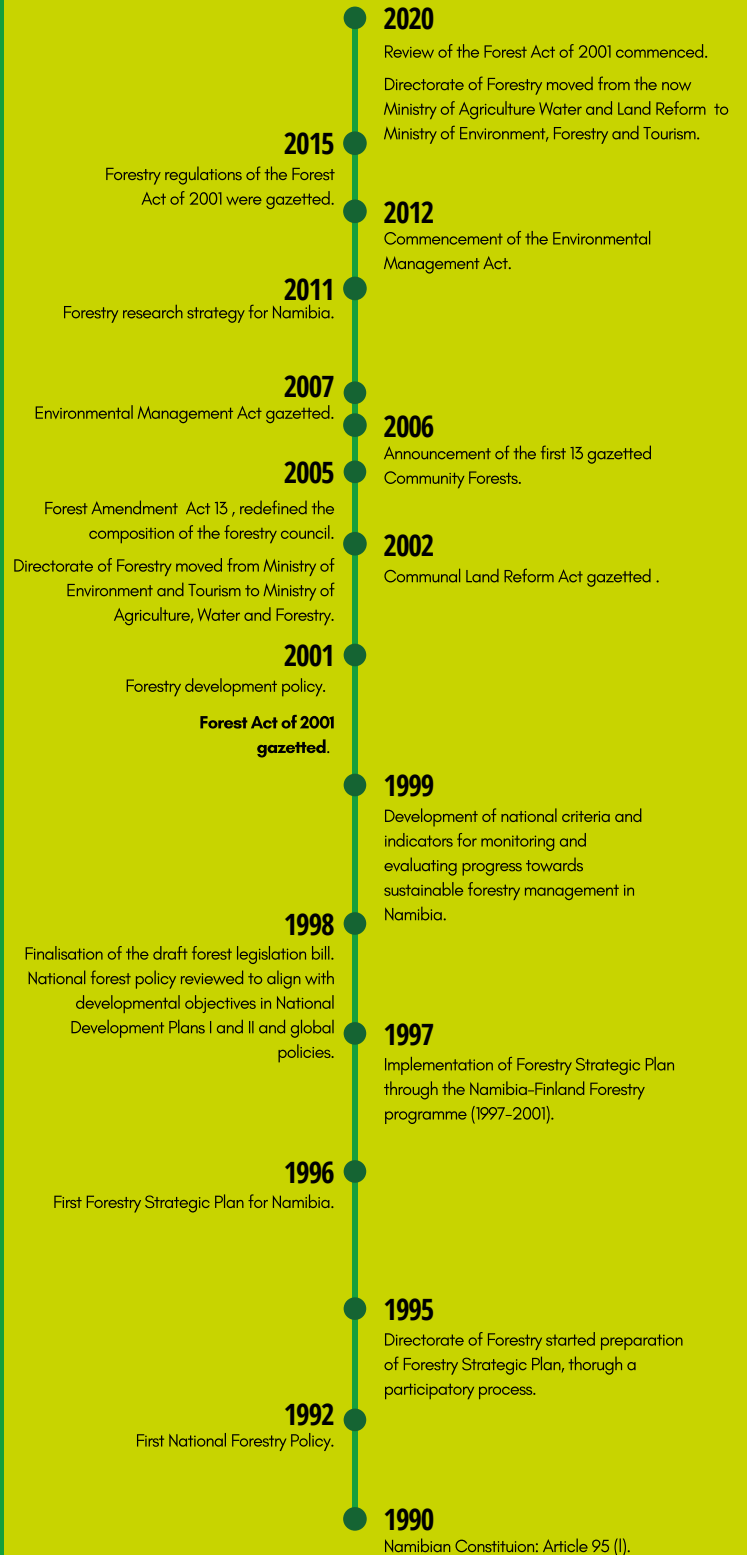 2020
Review of the Forest Act of 2001 commenced.
Directorate of Forestry moved from the now
Ministry of Agriculture Water and Land Reform to
Ministry of Environment, Forestry and Tourism.
2015
Forestry regulations of the Forest
Act of 2001 were gazetted.
2012
Commencement of the Environmental
Management Act.
2011
Forestry research strategy for Namibia.
2007
Environmental Management Act gazetted.
2006
Announcement of the first 13 gazetted
Community Forests.
2005
Forest Amendment Act 13 , redefined the
composition of the forestry council.
Directorate of Forestry moved from Ministry of
Environment and Tourism to Ministry of
Agriculture, Water and Forestry.
2002
Communal Land Reform Act gazetted .
2001
Forestry development policy.
Forest Act of 2001
gazetted.
1999
Development of national criteria and
indicators for monitoring and
evaluating progress towards
sustainable forestry management in
Namibia.
1998
Finalisation of the draft forest legislation bill.
National forest policy reviewed to align with
developmental objectives in National
Development Plans I and II and global
policies.
1997
Implementation of Forestry Strategic Plan
through the Namibia-Finland Forestry
programme (1997-2001).
1996
First Forestry Strategic Plan for Namibia.
1995
Directorate of Forestry started preparation
of Forestry Strategic Plan, thorugh a
participatory process.
1992
First National Forestry Policy.
1990
Namibian Constituion: Article 95 (l).